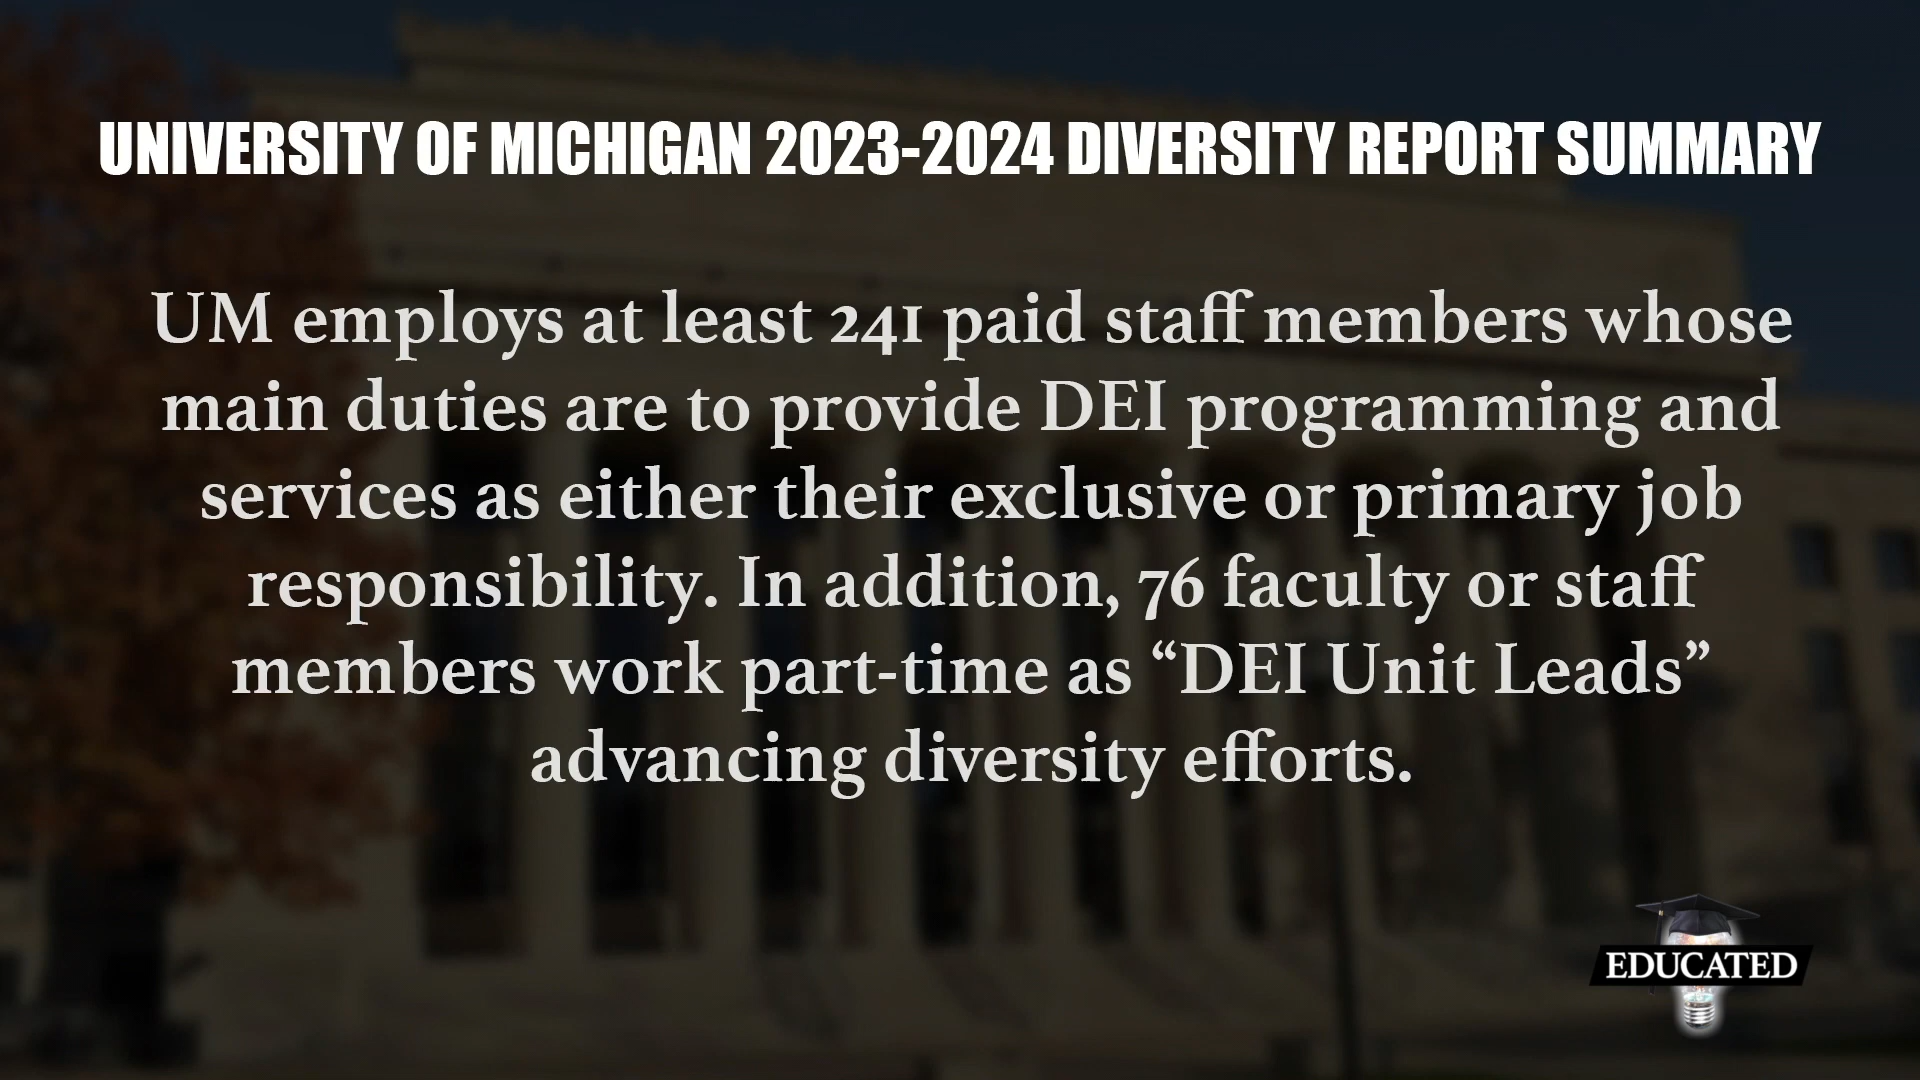 UNIVERSITY OF MICHIGAN 2023-2024 DIVERSITY REPORT SUMMARY
UM employs at least 241 paid staff members whose
main duties are to provide DEI programming and
services as either their exclusive or primary job
responsibility. In addition, 76 faculty or staff
members work part-time as “DEI Unit Leads”
advancing diversity efforts.
EDUCATED